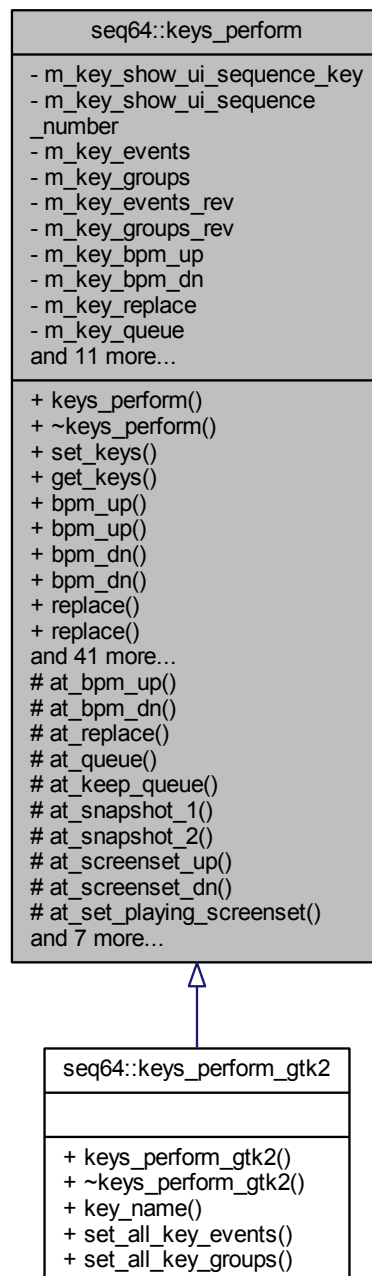 seq64::keys_perform
- m_key_show_ui_sequence_key
- m_key_show_ui_sequence
_number
- m_key_events
- m_key_groups
- m_key_events_rev
- m_key_groups_rev
- m_key_bpm_up
- m_key_bpm_dn
- m_key_replace
- m_key_queue
and 11 more...
+ keys_perform()
+ ~keys_perform()
+ set_keys()
+ get_keys()
+ bpm_up()
+ bpm_up()
+ bpm_dn()
+ bpm_dn()
+ replace()
+ replace()
and 41 more...
# at_bpm_up()
# at_bpm_dn()
# at_replace()
# at_queue()
# at_keep_queue()
# at_snapshot_1()
# at_snapshot_2()
# at_screenset_up()
# at_screenset_dn()
# at_set_playing_screenset()
and 7 more...
seq64::keys_perform_gtk2
+ keys_perform_gtk2()
+ ~keys_perform_gtk2()
+ key_name()
+ set_all_key_events()
+ set_all_key_groups()